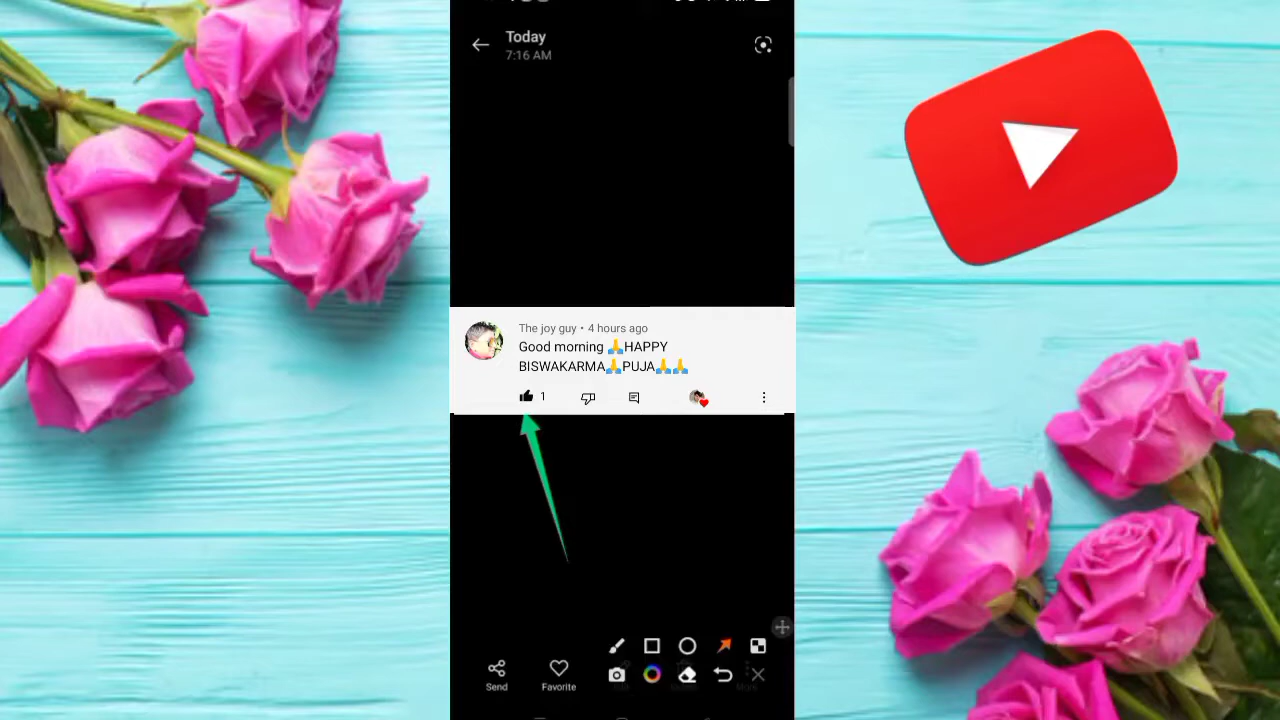 Today
7:16 AM
The joy guy • 4 hours ago
Good morning 🙏HAPPY
BISWAKARMA🙏PUJA🙏🙏
1
Send
Favorite